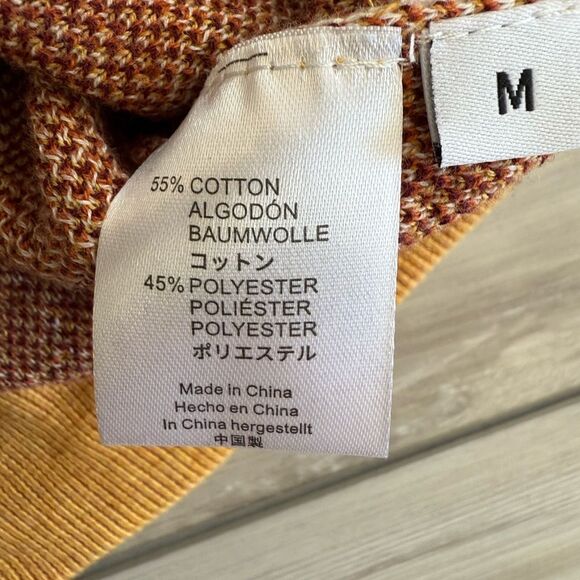 M
55% COTTON
ALGODÓN
BAUMWOLLE
コットン
45% POLYESTER
POLIÉSTER
POLYESTER
ポリエステル
Made in China
Hecho en China
In China hergestellt
中国製